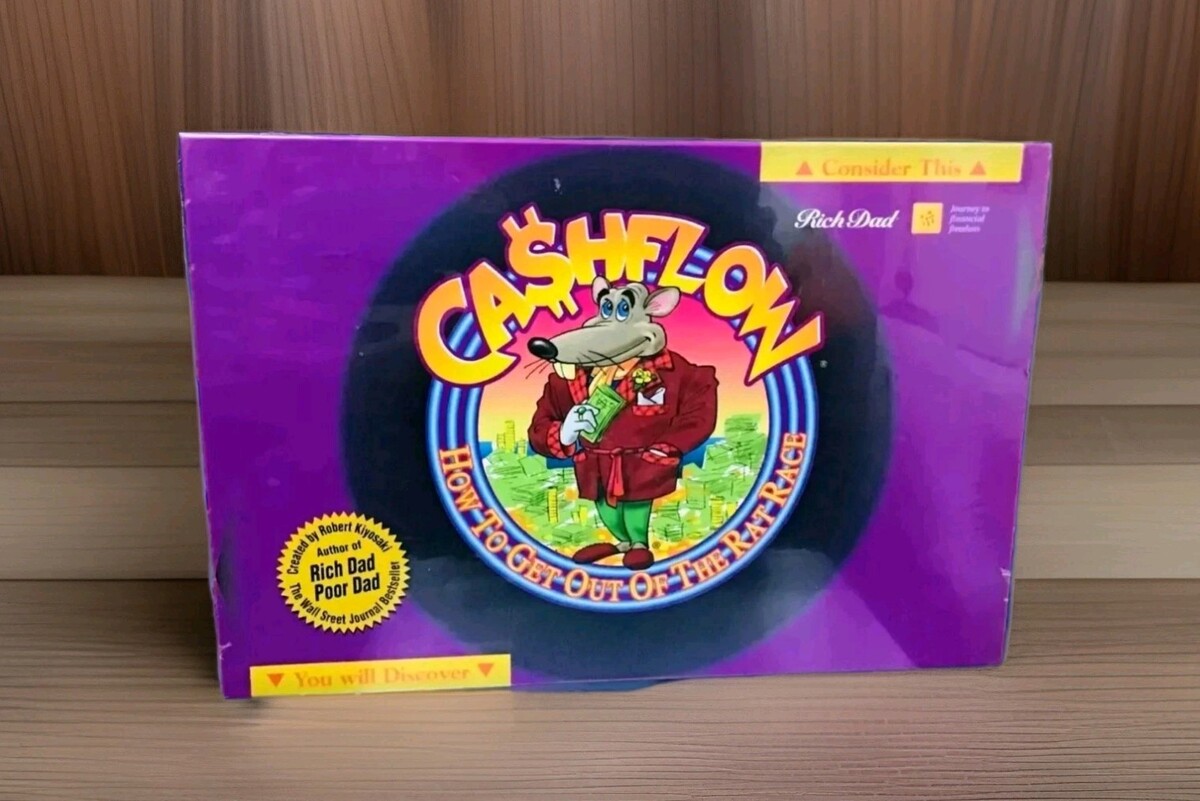 ▲ Consider This ▲
Rich Dad
Journey to
financial
freedom
CA$HFLOW
HOW TO GET OUT OF THE RAT RACE
Created by Robert Kiyosaki
Author of
Rich Dad
Poor Dad
The Wall Sreet Journal Bestseller
▼ You will Discover ▼